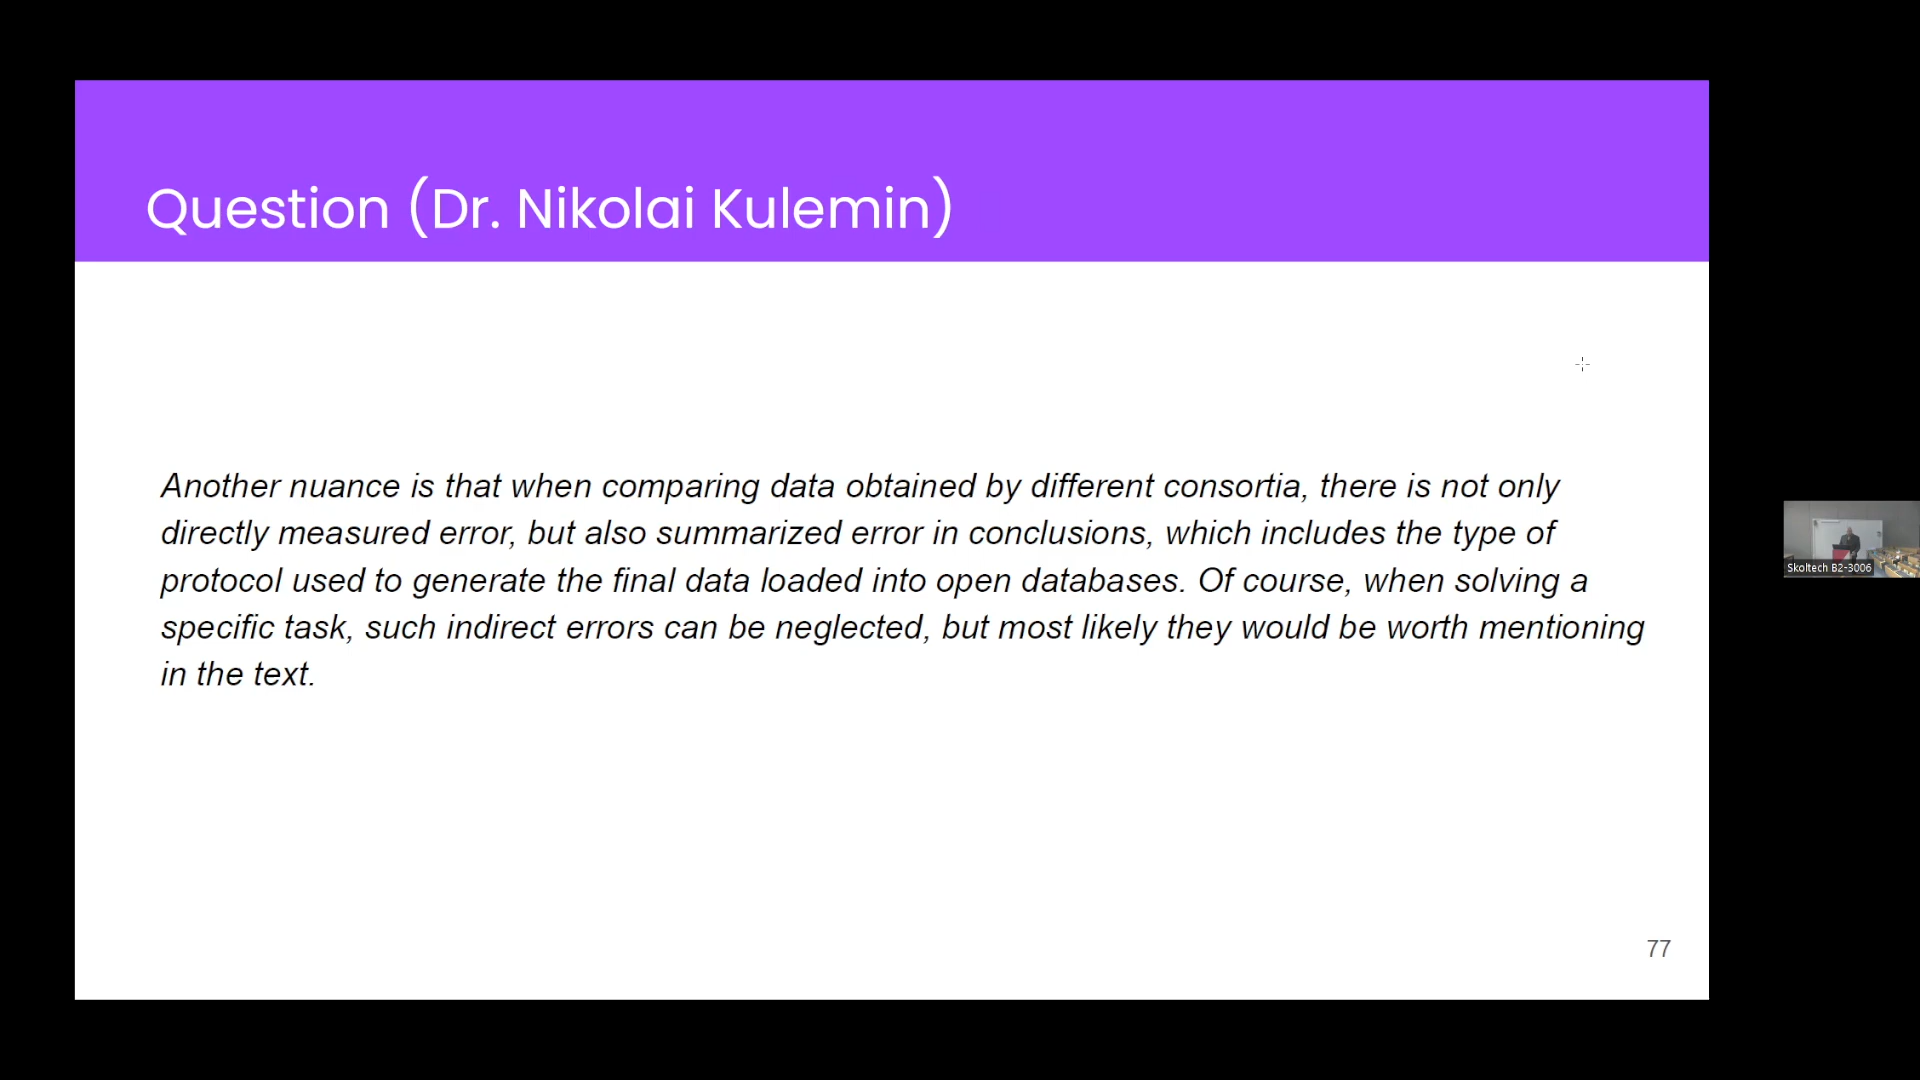 Question (Dr. Nikolai Kulemin)
Another nuance is that when comparing data obtained by different consortia, there is not only
directly measured error, but also summarized error in conclusions, which includes the type of
protocol used to generate the final data loaded into open databases. Of course, when solving a
specific task, such indirect errors can be neglected, but most likely they would be worth mentioning
in the text.
Skoltech B2-3006
77